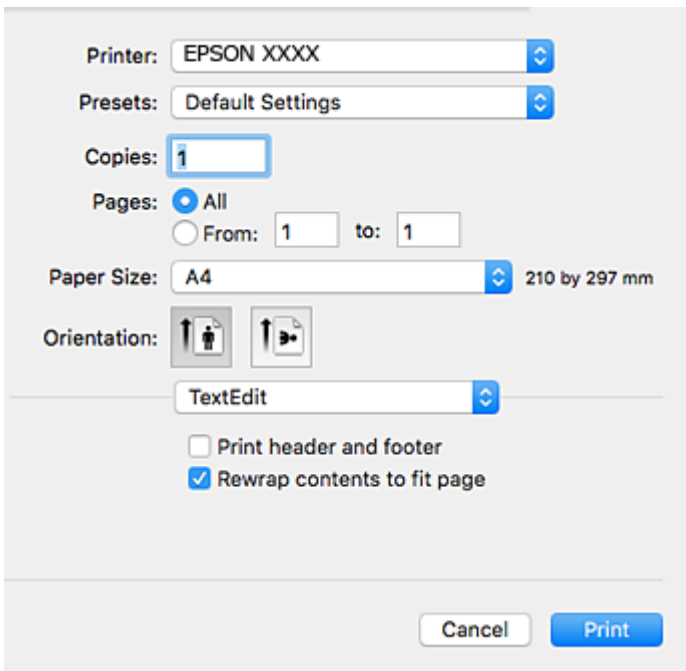 Printer: EPSON XXXX
Presets: Default Settings
Copies: 1
Pages: All
From: 1 to: 1
Paper Size: A4 210 by 297 mm
Orientation:
TextEdit
Print header and footer
Rewrap contents to fit page
Cancel Print